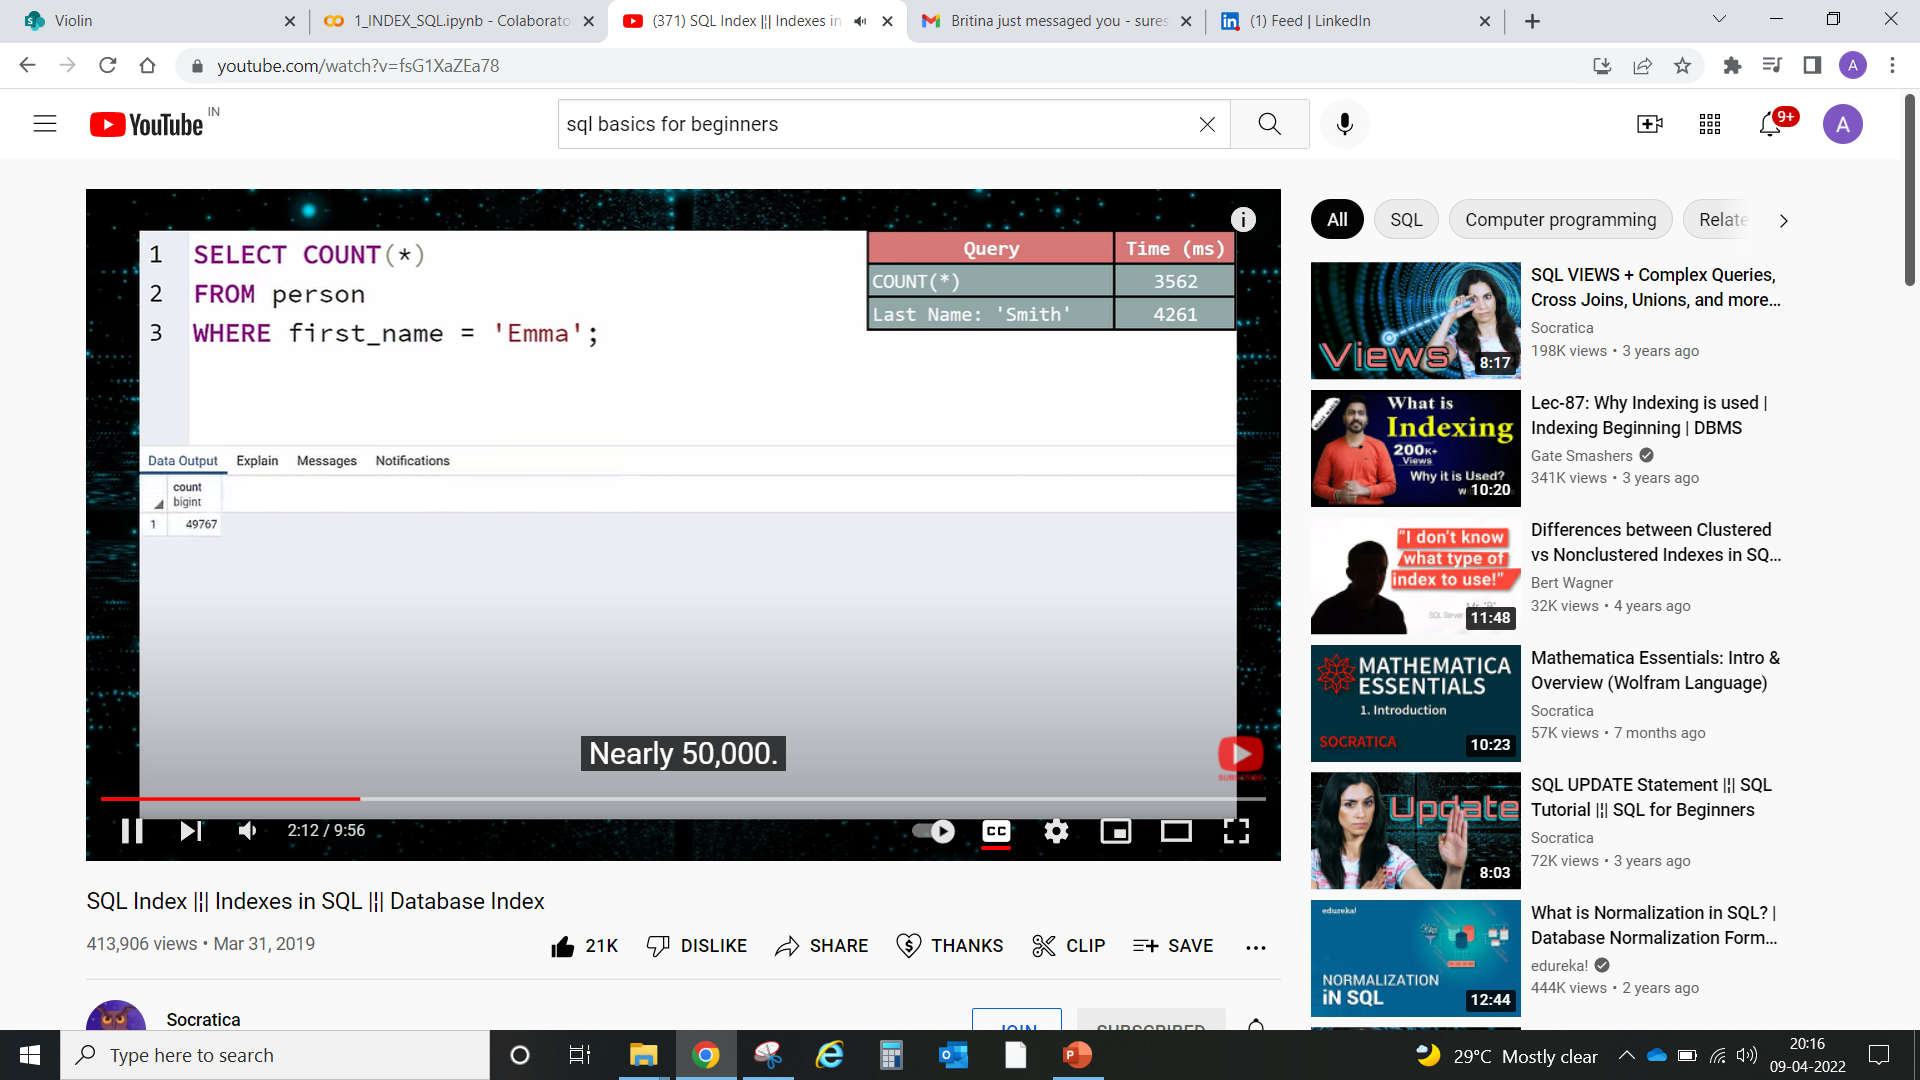 Violin
1_INDEX_SQL.ipynb - Colaborato
(371) SQL Index |¦| Indexes in
Britina just messaged you - sures
(1) Feed | LinkedIn
youtube.com/watch?v=fsG1XaZEa78
A
YouTube IN
sql basics for beginners
9+
A
1 SELECT COUNT(*)
2 FROM person
3 WHERE first_name = 'Emma';
Query Time (ms)
COUNT(*) 3562
Last Name: 'Smith' 4261
Data Output Explain Messages Notifications
count
bigint
1 49767
Nearly 50,000.
SUBSCRIBE
2:12 / 9:56
CC
SQL Index |¦| Indexes in SQL |¦| Database Index
413,906 views • Mar 31, 2019
21K DISLIKE SHARE THANKS CLIP SAVE
Socratica
JOIN SUBSCRIBED
All SQL Computer programming Relate
Views
8:17
SQL VIEWS + Complex Queries,
Cross Joins, Unions, and more...
Socratica
198K views • 3 years ago
What is
Indexing
200K+
Views
Why it is Used?
10:20
Lec-87: Why Indexing is used |
Indexing Beginning | DBMS
Gate Smashers
341K views • 3 years ago
"I don't know
what type of
index to use!"
11:48
Differences between Clustered
vs Nonclustered Indexes in SQ...
Bert Wagner
32K views • 4 years ago
MATHEMATICA
ESSENTIALS
1. Introduction
SOCRATICA
10:23
Mathematica Essentials: Intro &
Overview (Wolfram Language)
Socratica
57K views • 7 months ago
Update
8:03
SQL UPDATE Statement |¦| SQL
Tutorial |¦| SQL for Beginners
Socratica
72K views • 3 years ago
edureka!
NORMALIZATION
iN SQL
12:44
What is Normalization in SQL? |
Database Normalization Form...
edureka!
444K views • 2 years ago
Type here to search
29°C Mostly clear
20:16
09-04-2022